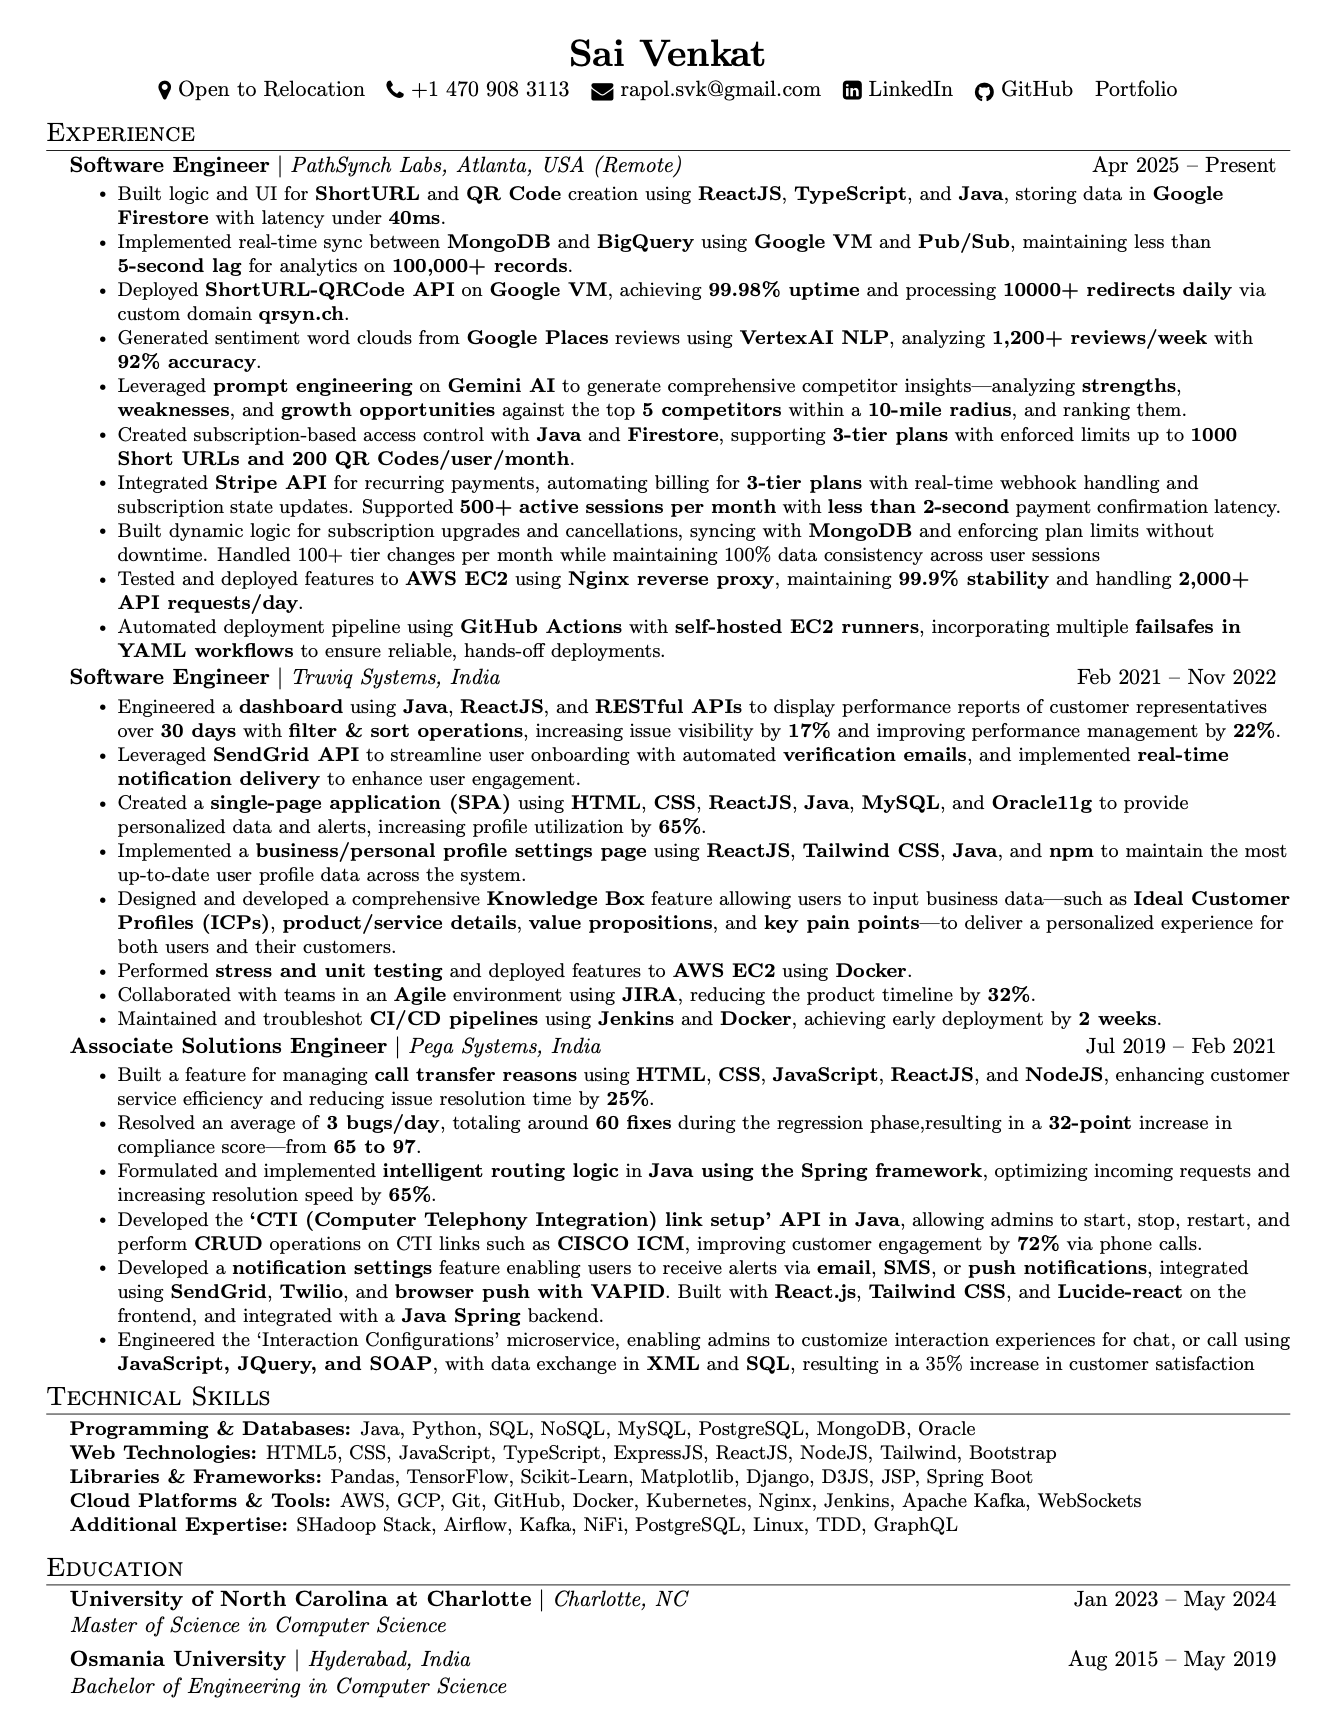 Sai Venkat
Open to Relocation +1 470 908 3113 rapol.svk@gmail.com LinkedIn GitHub Portfolio
Experience
Software Engineer | PathSynch Labs, Atlanta, USA (Remote) Apr 2025 – Present
• Built logic and UI for ShortURL and QR Code creation using ReactJS, TypeScript, and Java, storing data in Google
Firestore with latency under 40ms.
• Implemented real-time sync between MongoDB and BigQuery using Google VM and Pub/Sub, maintaining less than
5-second lag for analytics on 100,000+ records.
• Deployed ShortURL-QRCode API on Google VM, achieving 99.98% uptime and processing 10000+ redirects daily via
custom domain qrsyn.ch.
• Generated sentiment word clouds from Google Places reviews using VertexAI NLP, analyzing 1,200+ reviews/week with
92% accuracy.
• Leveraged prompt engineering on Gemini AI to generate comprehensive competitor insights—analyzing strengths,
weaknesses, and growth opportunities against the top 5 competitors within a 10-mile radius, and ranking them.
• Created subscription-based access control with Java and Firestore, supporting 3-tier plans with enforced limits up to 1000
Short URLs and 200 QR Codes/user/month.
• Integrated Stripe API for recurring payments, automating billing for 3-tier plans with real-time webhook handling and
subscription state updates. Supported 500+ active sessions per month with less than 2-second payment confirmation latency.
• Built dynamic logic for subscription upgrades and cancellations, syncing with MongoDB and enforcing plan limits without
downtime. Handled 100+ tier changes per month while maintaining 100% data consistency across user sessions
• Tested and deployed features to AWS EC2 using Nginx reverse proxy, maintaining 99.9% stability and handling 2,000+
API requests/day.
• Automated deployment pipeline using GitHub Actions with self-hosted EC2 runners, incorporating multiple failsafes in
YAML workflows to ensure reliable, hands-off deployments.
Software Engineer | Truviq Systems, India Feb 2021 – Nov 2022
• Engineered a dashboard using Java, ReactJS, and RESTful APIs to display performance reports of customer representatives
over 30 days with filter & sort operations, increasing issue visibility by 17% and improving performance management by 22%.
• Leveraged SendGrid API to streamline user onboarding with automated verification emails, and implemented real-time
notification delivery to enhance user engagement.
• Created a single-page application (SPA) using HTML, CSS, ReactJS, Java, MySQL, and Oracle11g to provide
personalized data and alerts, increasing profile utilization by 65%.
• Implemented a business/personal profile settings page using ReactJS, Tailwind CSS, Java, and npm to maintain the most
up-to-date user profile data across the system.
• Designed and developed a comprehensive Knowledge Box feature allowing users to input business data—such as Ideal Customer
Profiles (ICPs), product/service details, value propositions, and key pain points—to deliver a personalized experience for
both users and their customers.
• Performed stress and unit testing and deployed features to AWS EC2 using Docker.
• Collaborated with teams in an Agile environment using JIRA, reducing the product timeline by 32%.
• Maintained and troubleshot CI/CD pipelines using Jenkins and Docker, achieving early deployment by 2 weeks.
Associate Solutions Engineer | Pega Systems, India Jul 2019 – Feb 2021
• Built a feature for managing call transfer reasons using HTML, CSS, JavaScript, ReactJS, and NodeJS, enhancing customer
service efficiency and reducing issue resolution time by 25%.
• Resolved an average of 3 bugs/day, totaling around 60 fixes during the regression phase,resulting in a 32-point increase in
compliance score—from 65 to 97.
• Formulated and implemented intelligent routing logic in Java using the Spring framework, optimizing incoming requests and
increasing resolution speed by 65%.
• Developed the ‘CTI (Computer Telephony Integration) link setup’ API in Java, allowing admins to start, stop, restart, and
perform CRUD operations on CTI links such as CISCO ICM, improving customer engagement by 72% via phone calls.
• Developed a notification settings feature enabling users to receive alerts via email, SMS, or push notifications, integrated
using SendGrid, Twilio, and browser push with VAPID. Built with React.js, Tailwind CSS, and Lucide-react on the
frontend, and integrated with a Java Spring backend.
• Engineered the ‘Interaction Configurations’ microservice, enabling admins to customize interaction experiences for chat, or call using
JavaScript, JQuery, and SOAP, with data exchange in XML and SQL, resulting in a 35% increase in customer satisfaction
Technical Skills
Programming & Databases: Java, Python, SQL, NoSQL, MySQL, PostgreSQL, MongoDB, Oracle
Web Technologies: HTML5, CSS, JavaScript, TypeScript, ExpressJS, ReactJS, NodeJS, Tailwind, Bootstrap
Libraries & Frameworks: Pandas, TensorFlow, Scikit-Learn, Matplotlib, Django, D3JS, JSP, Spring Boot
Cloud Platforms & Tools: AWS, GCP, Git, GitHub, Docker, Kubernetes, Nginx, Jenkins, Apache Kafka, WebSockets
Additional Expertise: SHadoop Stack, Airflow, Kafka, NiFi, PostgreSQL, Linux, TDD, GraphQL
Education
University of North Carolina at Charlotte | Charlotte, NC Jan 2023 – May 2024
Master of Science in Computer Science
Osmania University | Hyderabad, India Aug 2015 – May 2019
Bachelor of Engineering in Computer Science